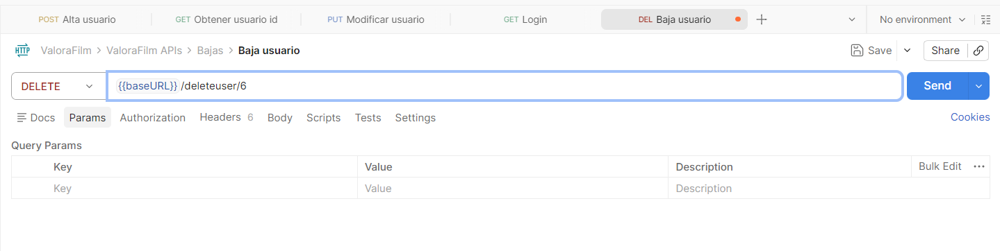 POST Alta usuario GET Obtener usuario id PUT Modificar usuario GET Login DEL Baja usuario No environment
HTTP ValoraFilm > ValoraFilm APIs > Bajas > Baja usuario Save Share
DELETE {{baseURL}} /deleteuser/6 Send
Docs Params Authorization Headers 6 Body Scripts Tests Settings Cookies
Query Params
Key Value Description Bulk Edit
Key Value Description